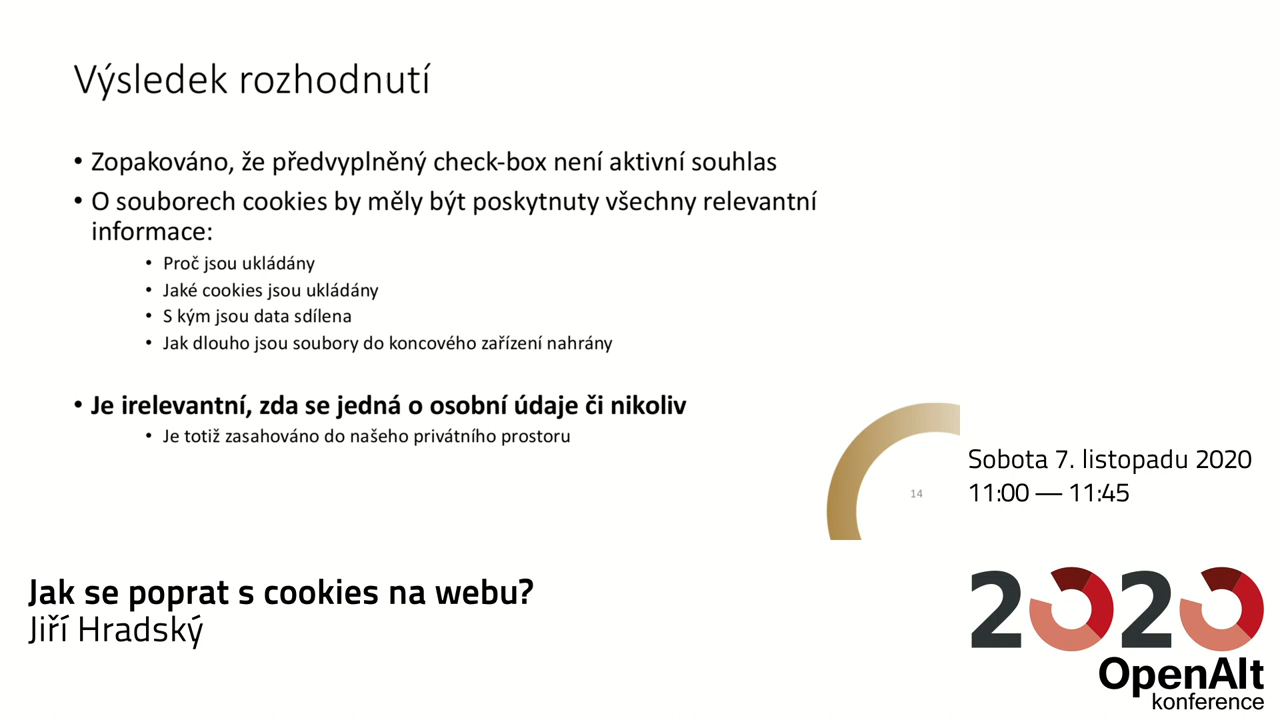 Výsledek rozhodnutí
• Zopakováno, že předvyplněný check-box není aktivní souhlas
• O souborech cookies by měly být poskytnuty všechny relevantní
informace:
• Proč jsou ukládány
• Jaké cookies jsou ukládány
• S kým jsou data sdílena
• Jak dlouho jsou soubory do koncového zařízení nahrány
• Je irelevantní, zda se jedná o osobní údaje či nikoliv
• Je totiž zasahováno do našeho privátního prostoru
14
Sobota 7. listopadu 2020
11:00 — 11:45
Jak se poprat s cookies na webu?
Jiří Hradský
2020
OpenAlt
konference